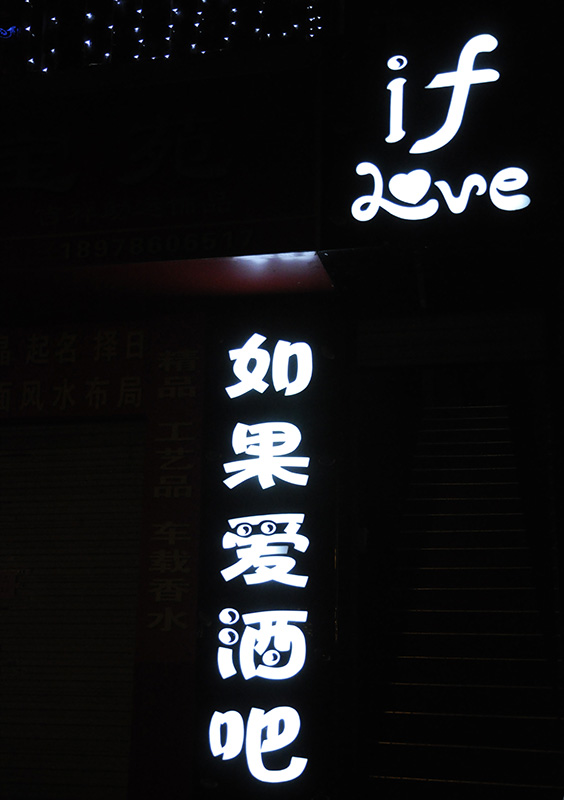 if
Love
如果爱酒吧
起名 择日
风水布局
精品 工艺品 车载香水